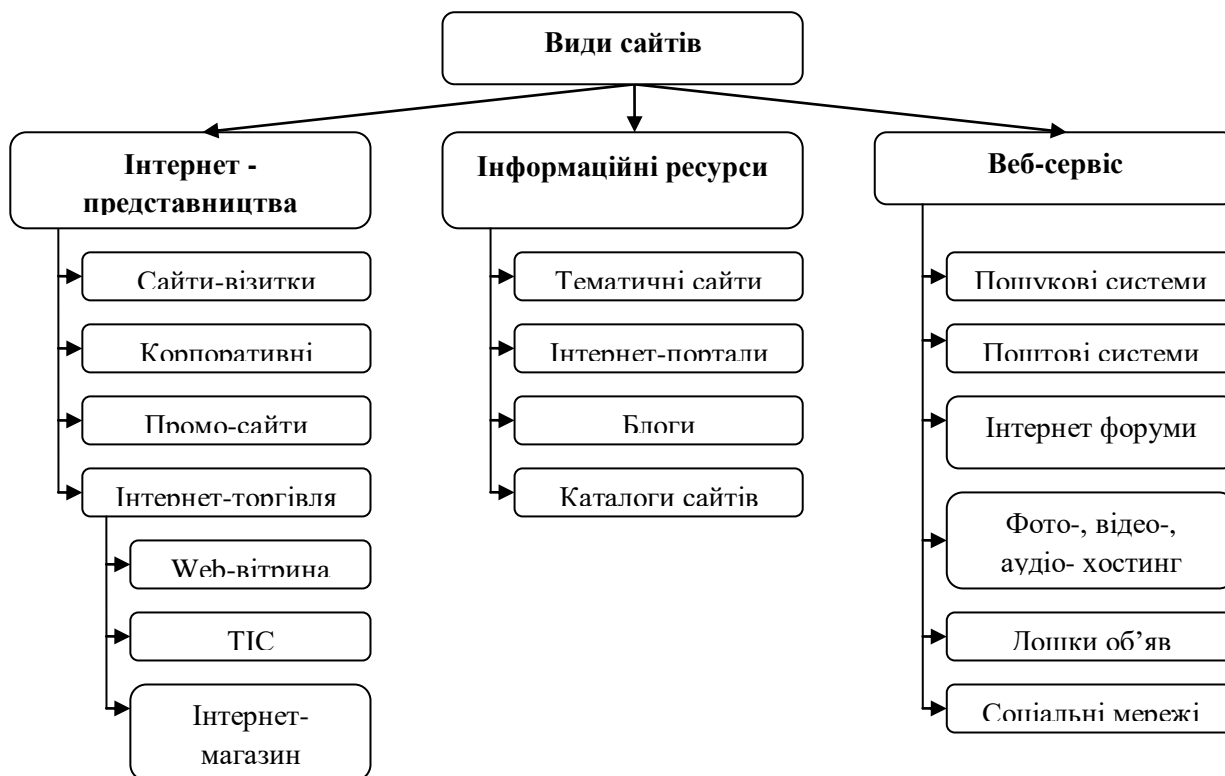 Види сайтів
Інтернет -
представництва
Сайти-візитки
Корпоративні
Промо-сайти
Інтернет-торгівля
Web-вітрина
ТІС
Інтернет-
магазин
Інформаційні ресурси
Тематичні сайти
Інтернет-портали
Блоги
Каталоги сайтів
Веб-сервіс
Пошукові системи
Поштові системи
Інтернет форуми
Фото-, відео-,
аудіо- хостинг
Дошки об’яв
Соціальні мережі